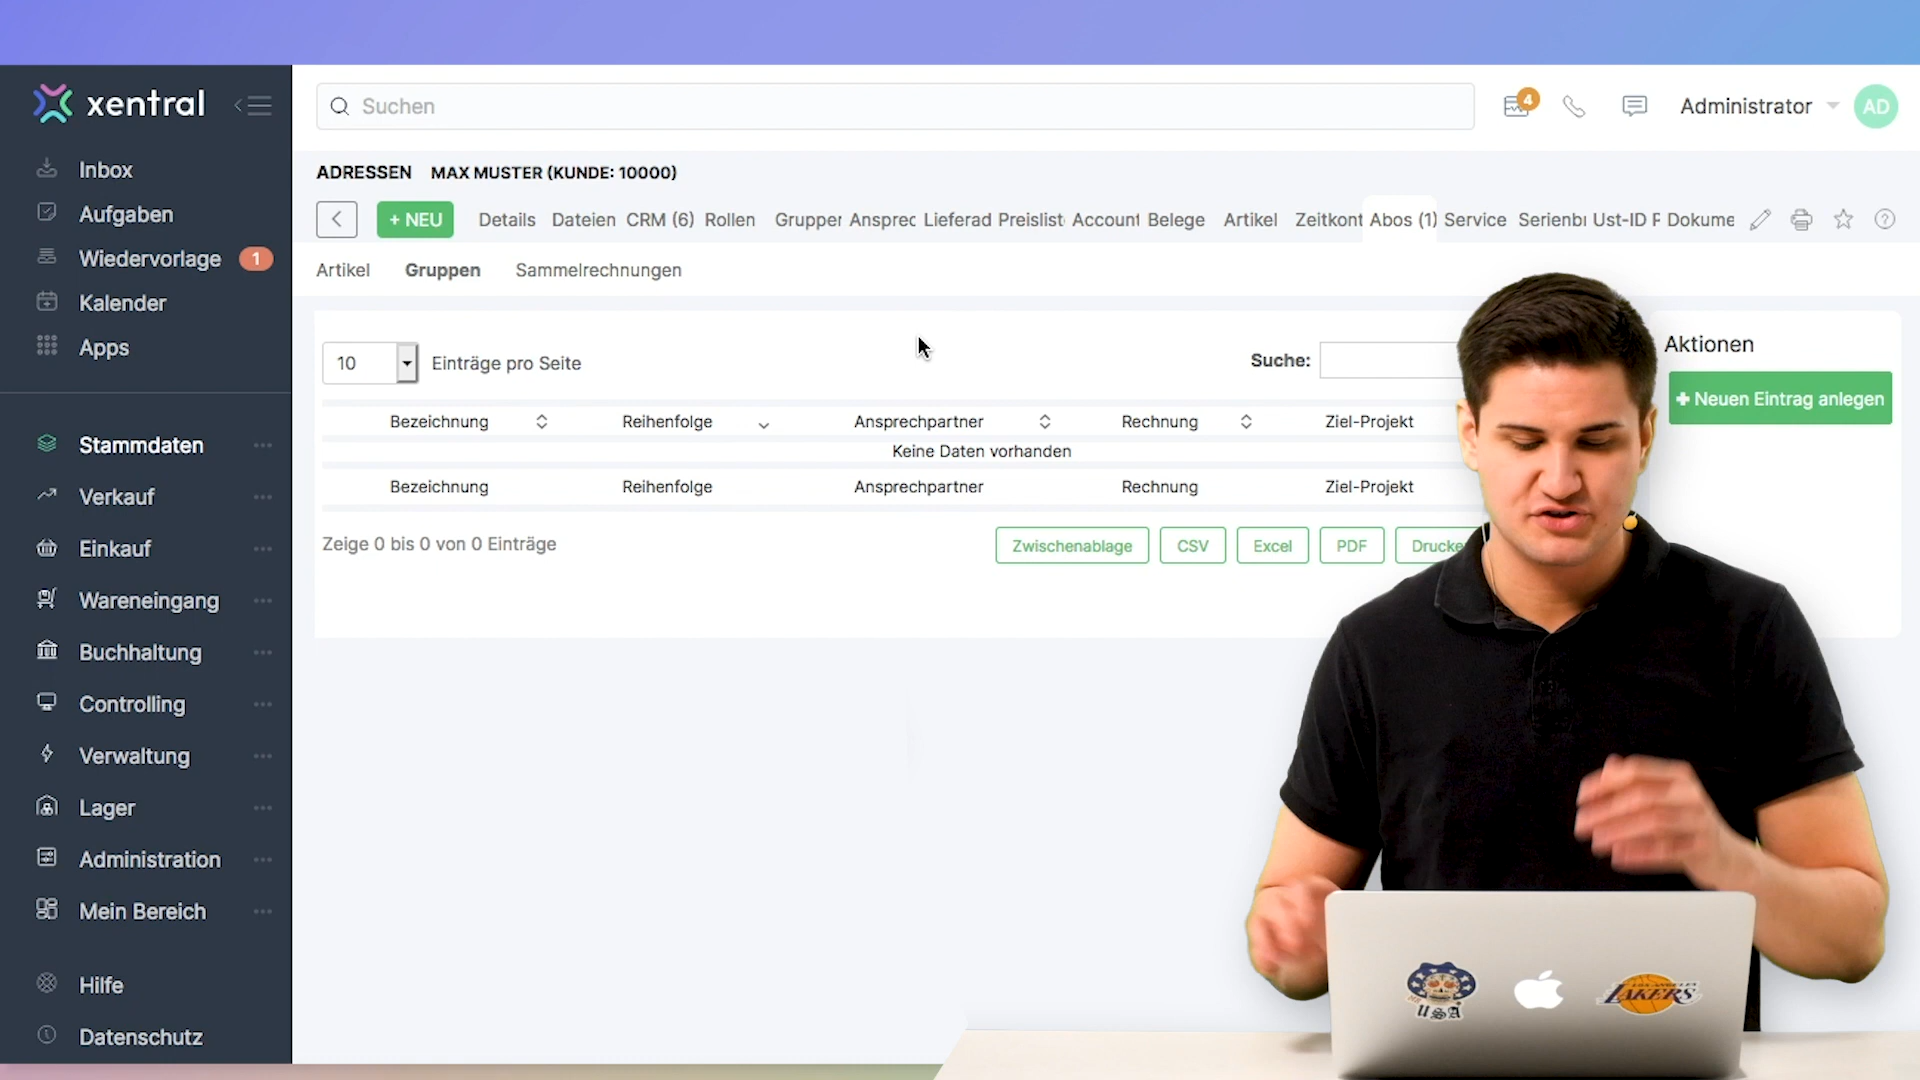 xentral
Suchen
4
Administrator
AD
Inbox
Aufgaben
Wiedervorlage 1
Kalender
Apps
Stammdaten
Verkauf
Einkauf
Wareneingang
Buchhaltung
Controlling
Verwaltung
Lager
Administration
Mein Bereich
Hilfe
Datenschutz
ADRESSEN MAX MUSTER (KUNDE: 10000)
+ NEU Details Dateien CRM (6) Rollen Gruppen Ansprec Lieferad Preislist Account Belege Artikel Zeitkont Abos (1) Service Serienbr Ust-ID P Dokume
Artikel Gruppen Sammelrechnungen
10 Einträge pro Seite
Suche:
Bezeichnung Reihenfolge Ansprechpartner Rechnung Ziel-Projekt
Keine Daten vorhanden
Bezeichnung Reihenfolge Ansprechpartner Rechnung Ziel-Projekt
Zeige 0 bis 0 von 0 Einträge
Zwischenablage CSV Excel PDF Drucke
Aktionen
+ Neuen Eintrag anlegen
USA
LOS ANGELES
LAKERS